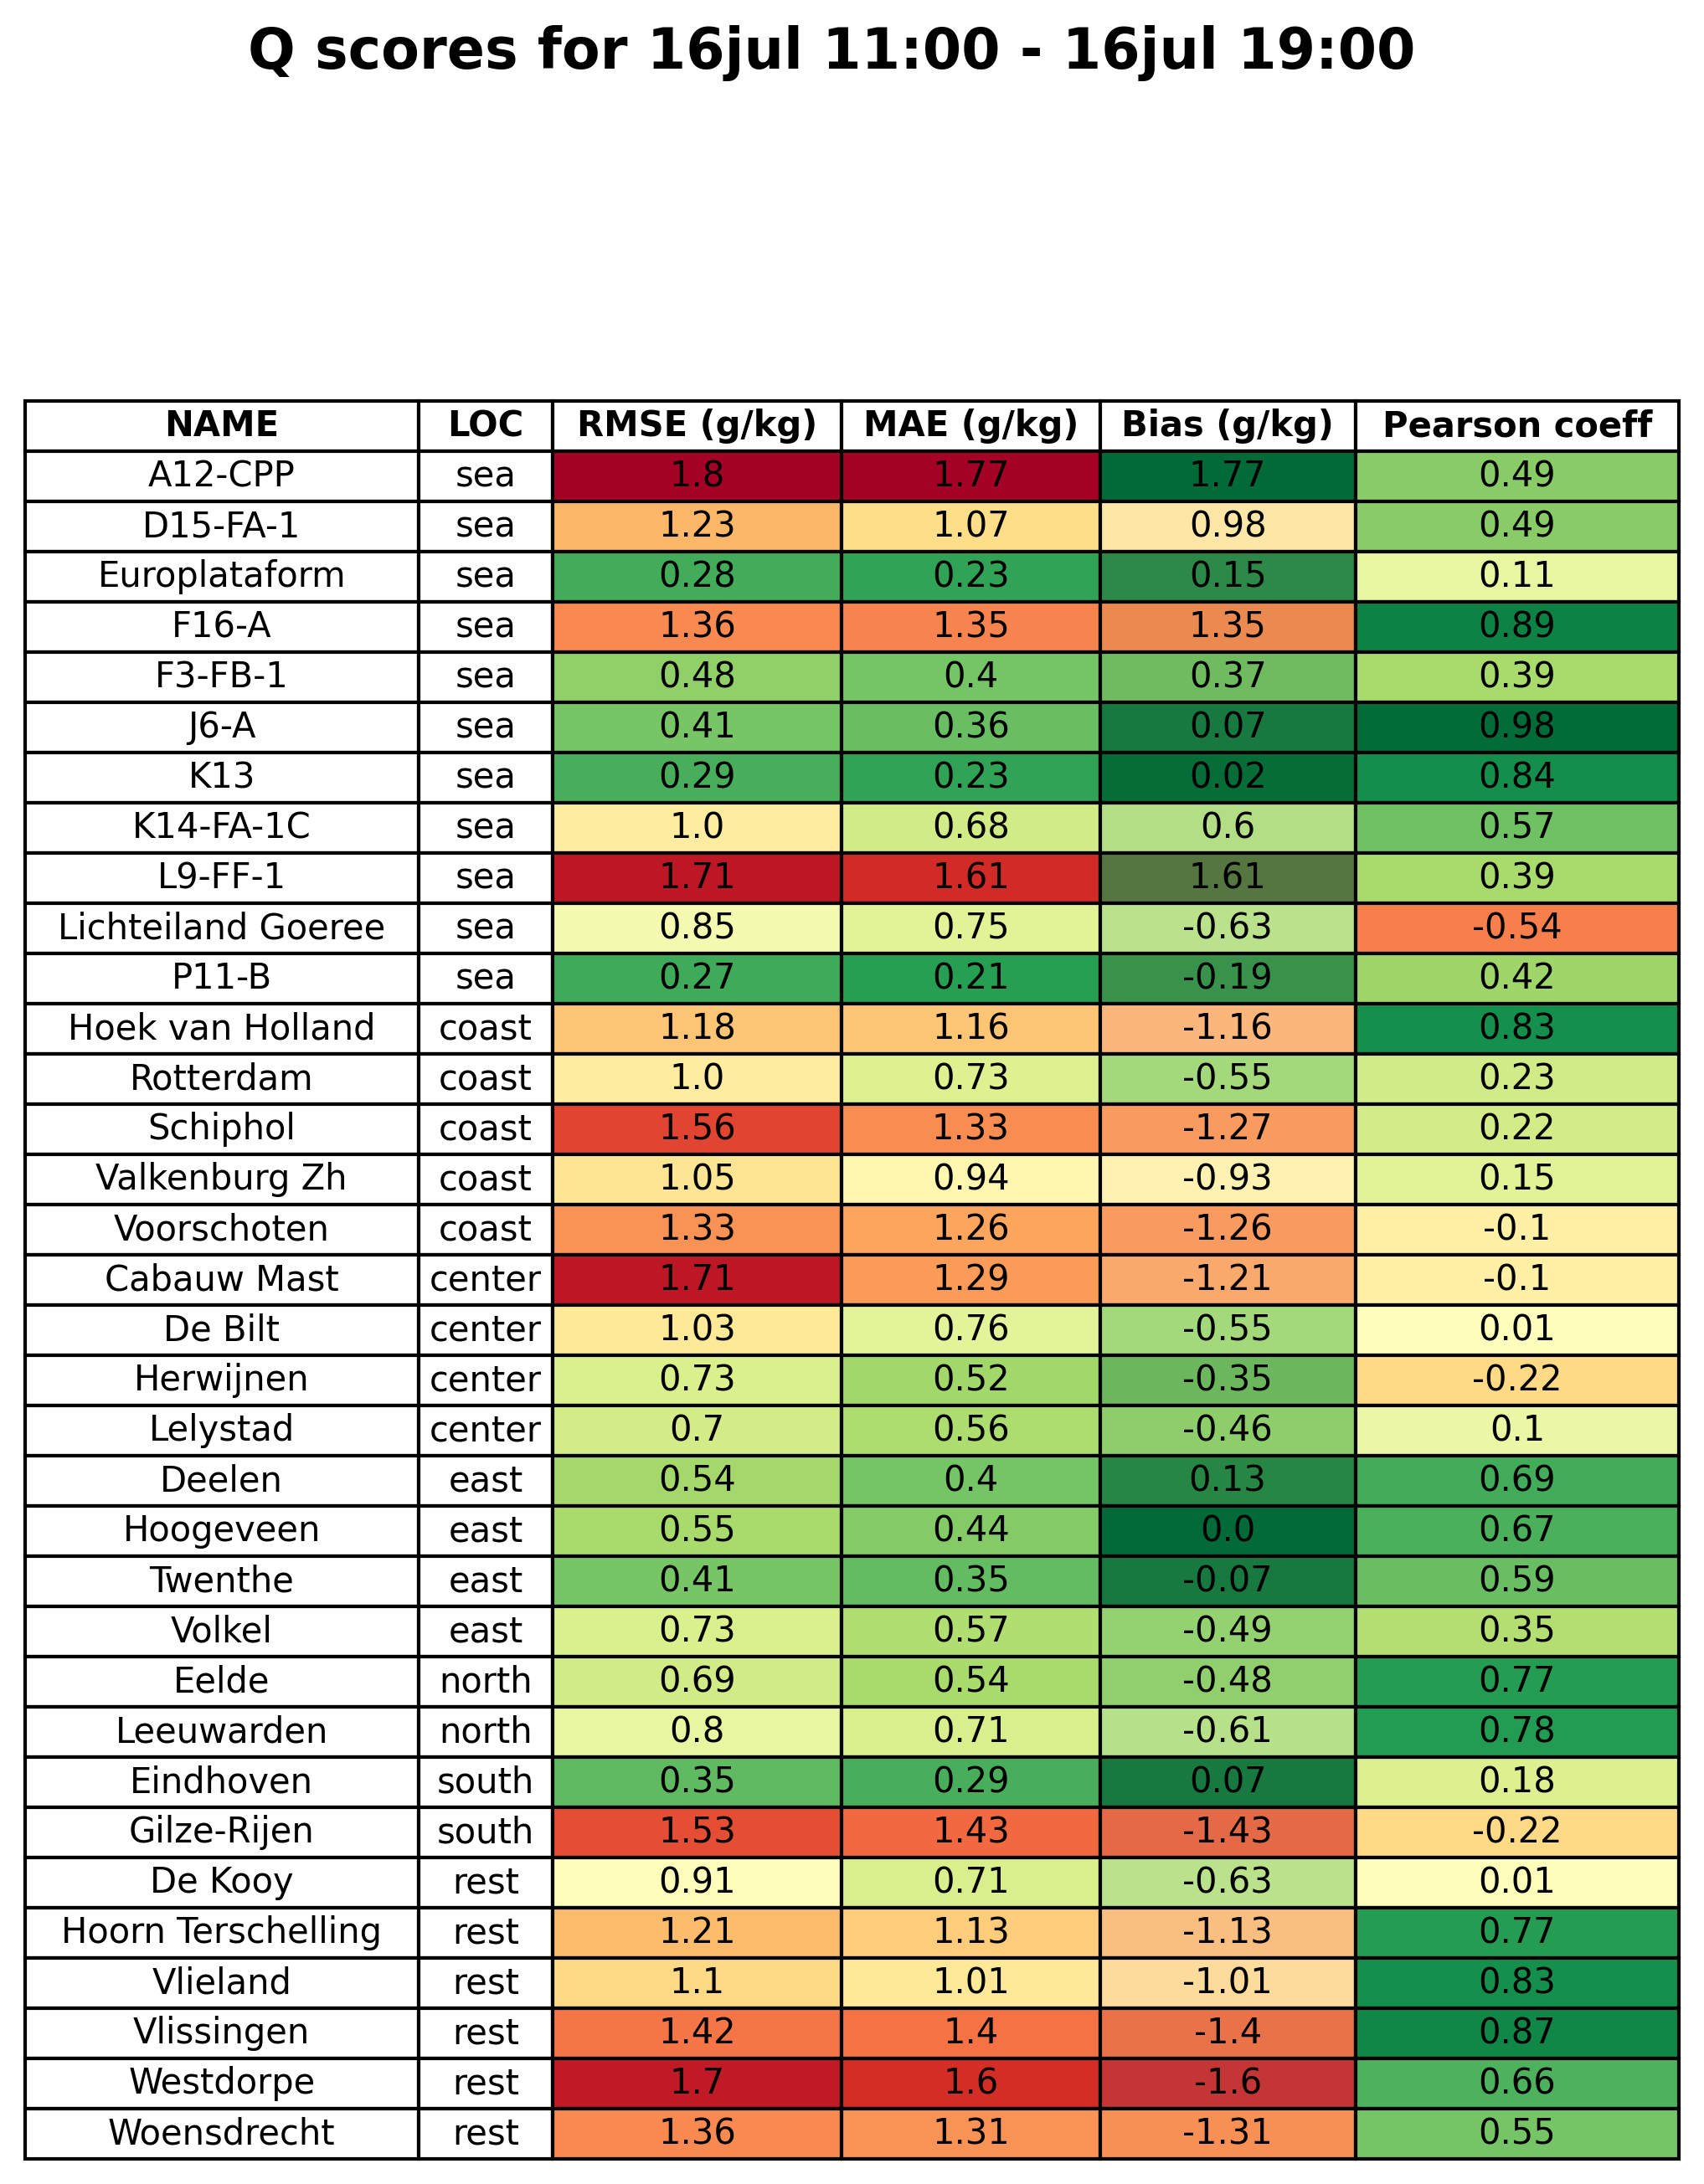 Q scores for 16jul 11:00 - 16jul 19:00
NAME LOC RMSE (g/kg) MAE (g/kg) Bias (g/kg) Pearson coeff
A12-CPP sea 1.8 1.77 1.77 0.49
D15-FA-1 sea 1.23 1.07 0.98 0.49
Europlataform sea 0.28 0.23 0.15 0.11
F16-A sea 1.36 1.35 1.35 0.89
F3-FB-1 sea 0.48 0.4 0.37 0.39
J6-A sea 0.41 0.36 0.07 0.98
K13 sea 0.29 0.23 0.02 0.84
K14-FA-1C sea 1.0 0.68 0.6 0.57
L9-FF-1 sea 1.71 1.61 1.61 0.39
Lichteiland Goeree sea 0.85 0.75 -0.63 -0.54
P11-B sea 0.27 0.21 -0.19 0.42
Hoek van Holland coast 1.18 1.16 -1.16 0.83
Rotterdam coast 1.0 0.73 -0.55 0.23
Schiphol coast 1.56 1.33 -1.27 0.22
Valkenburg Zh coast 1.05 0.94 -0.93 0.15
Voorschoten coast 1.33 1.26 -1.26 -0.1
Cabauw Mast center 1.71 1.29 -1.21 -0.1
De Bilt center 1.03 0.76 -0.55 0.01
Herwijnen center 0.73 0.52 -0.35 -0.22
Lelystad center 0.7 0.56 -0.46 0.1
Deelen east 0.54 0.4 0.13 0.69
Hoogeveen east 0.55 0.44 0.0 0.67
Twenthe east 0.41 0.35 -0.07 0.59
Volkel east 0.73 0.57 -0.49 0.35
Eelde north 0.69 0.54 -0.48 0.77
Leeuwarden north 0.8 0.71 -0.61 0.78
Eindhoven south 0.35 0.29 0.07 0.18
Gilze-Rijen south 1.53 1.43 -1.43 -0.22
De Kooy rest 0.91 0.71 -0.63 0.01
Hoorn Terschelling rest 1.21 1.13 -1.13 0.77
Vlieland rest 1.1 1.01 -1.01 0.83
Vlissingen rest 1.42 1.4 -1.4 0.87
Westdorpe rest 1.7 1.6 -1.6 0.66
Woensdrecht rest 1.36 1.31 -1.31 0.55